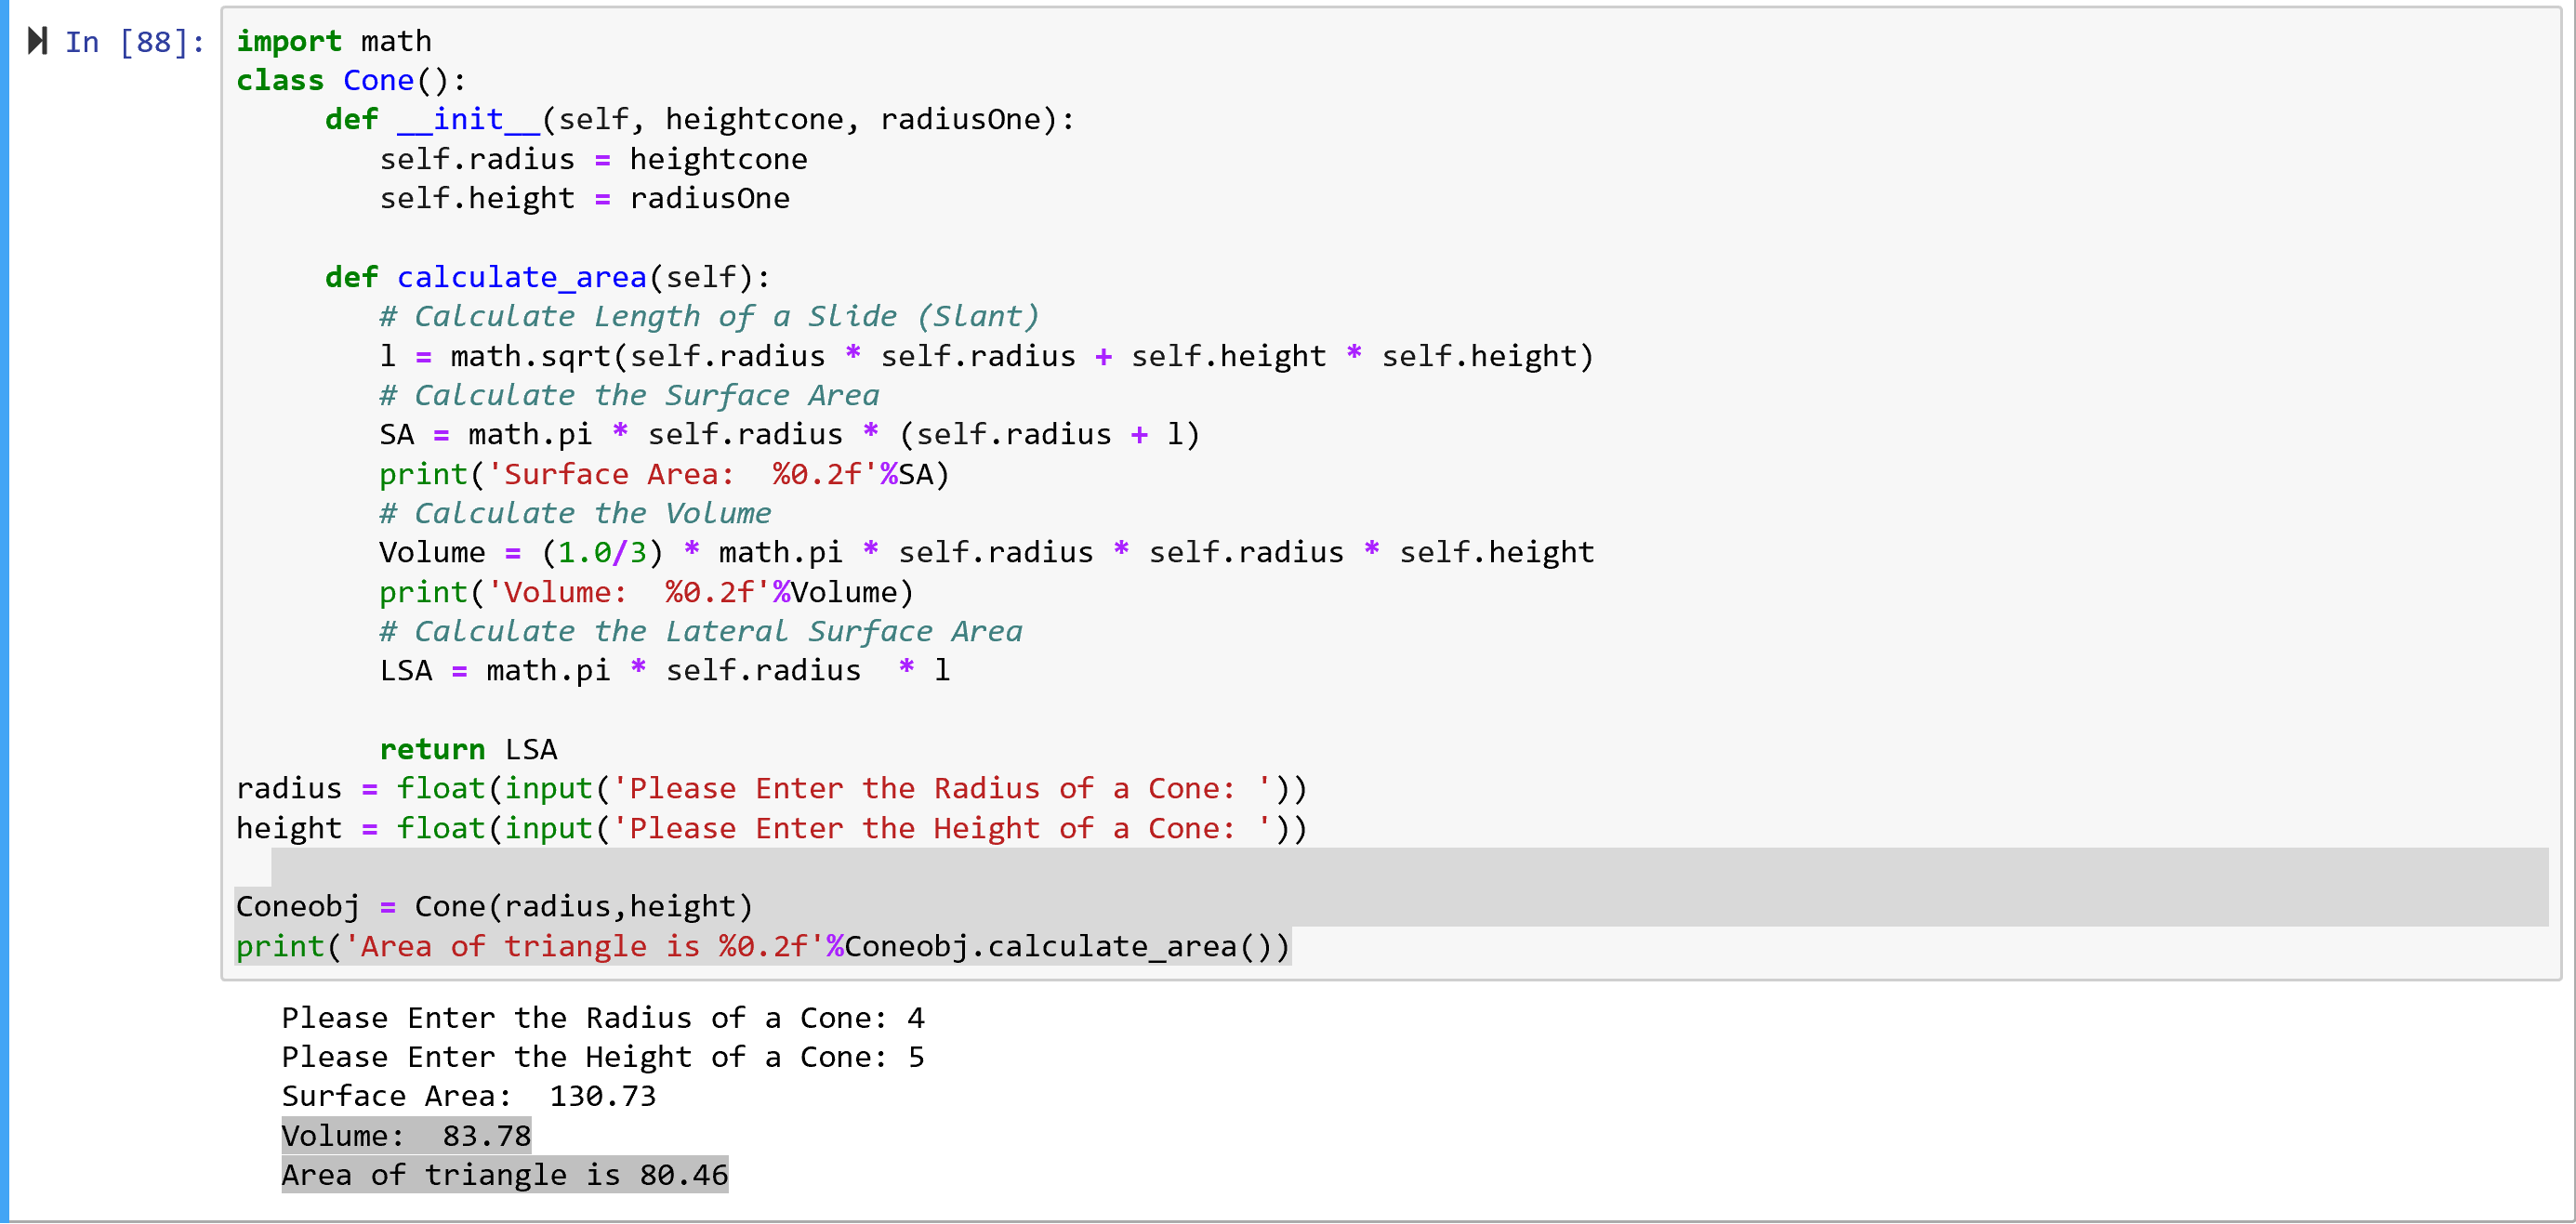 In [88]:
import math
class Cone():
     def __init__(self, heightcone, radiusOne):
        self.radius = heightcone
        self.height = radiusOne
     def calculate_area(self):
        # Calculate Length of a Slide (Slant)
        l = math.sqrt(self.radius * self.radius + self.height * self.height)
        # Calculate the Surface Area
        SA = math.pi * self.radius * (self.radius + l)
        print('Surface Area:  %0.2f'%SA)
        # Calculate the Volume
        Volume = (1.0/3) * math.pi * self.radius * self.radius * self.height
        print('Volume:  %0.2f'%Volume)
        # Calculate the Lateral Surface Area
        LSA = math.pi * self.radius  * l
        return LSA
radius = float(input('Please Enter the Radius of a Cone: '))
height = float(input('Please Enter the Height of a Cone: '))
Coneobj = Cone(radius,height)
print('Area of triangle is %0.2f'%Coneobj.calculate_area())
Please Enter the Radius of a Cone: 4
Please Enter the Height of a Cone: 5
Surface Area:  130.73
Volume:  83.78
Area of triangle is 80.46